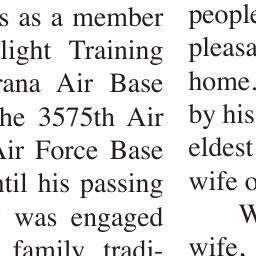 s as a member
light Training
rana Air Base
he 3575th Air
Air Force Base
ntil his passing
was engaged
family tradi-
people
pleasa
home.
by his
eldest
wife o
W
wife,